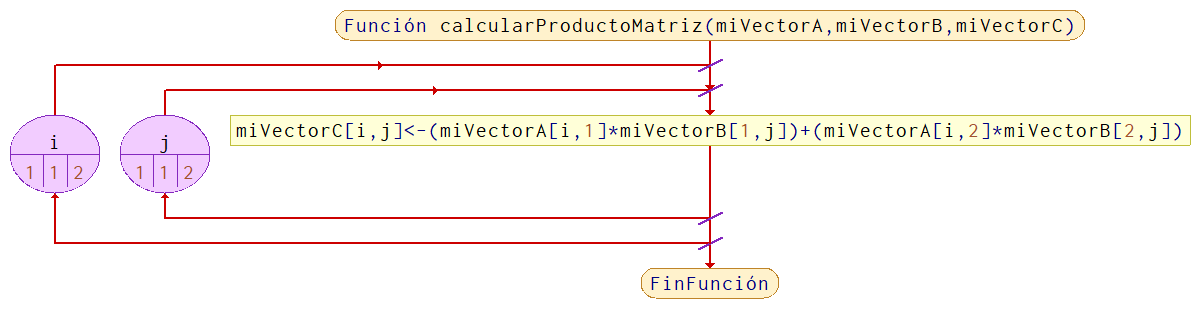 Función calcularProductoMatriz(miVectorA,miVectorB,miVectorC)
i
1 1 2
j
1 1 2
miVectorC[i,j]<-(miVectorA[i,1]*miVectorB[1,j])+(miVectorA[i,2]*miVectorB[2,j])
FinFunción